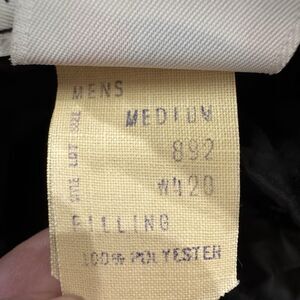 MENS
SIZE MEDIUM
LOT 892
STYLE W420
FILLING
100% POLYESTER